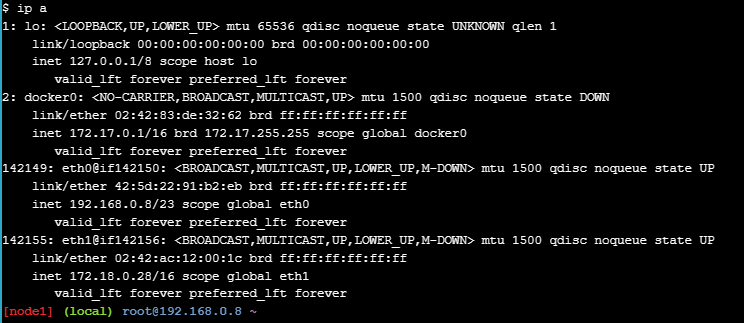 $ ip a
1: lo: <LOOPBACK,UP,LOWER_UP> mtu 65536 qdisc noqueue state UNKNOWN qlen 1
    link/loopback 00:00:00:00:00:00 brd 00:00:00:00:00:00
    inet 127.0.0.1/8 scope host lo
       valid_lft forever preferred_lft forever
2: docker0: <NO-CARRIER,BROADCAST,MULTICAST,UP> mtu 1500 qdisc noqueue state DOWN
    link/ether 02:42:83:de:32:62 brd ff:ff:ff:ff:ff:ff
    inet 172.17.0.1/16 brd 172.17.255.255 scope global docker0
       valid_lft forever preferred_lft forever
142149: eth0@if142150: <BROADCAST,MULTICAST,UP,LOWER_UP,M-DOWN> mtu 1500 qdisc noqueue state UP
    link/ether 42:5d:22:91:b2:eb brd ff:ff:ff:ff:ff:ff
    inet 192.168.0.8/23 scope global eth0
       valid_lft forever preferred_lft forever
142155: eth1@if142156: <BROADCAST,MULTICAST,UP,LOWER_UP,M-DOWN> mtu 1500 qdisc noqueue state UP
    link/ether 02:42:ac:12:00:1c brd ff:ff:ff:ff:ff:ff
    inet 172.18.0.28/16 scope global eth1
       valid_lft forever preferred_lft forever
[node1] (local) root@192.168.0.8 ~